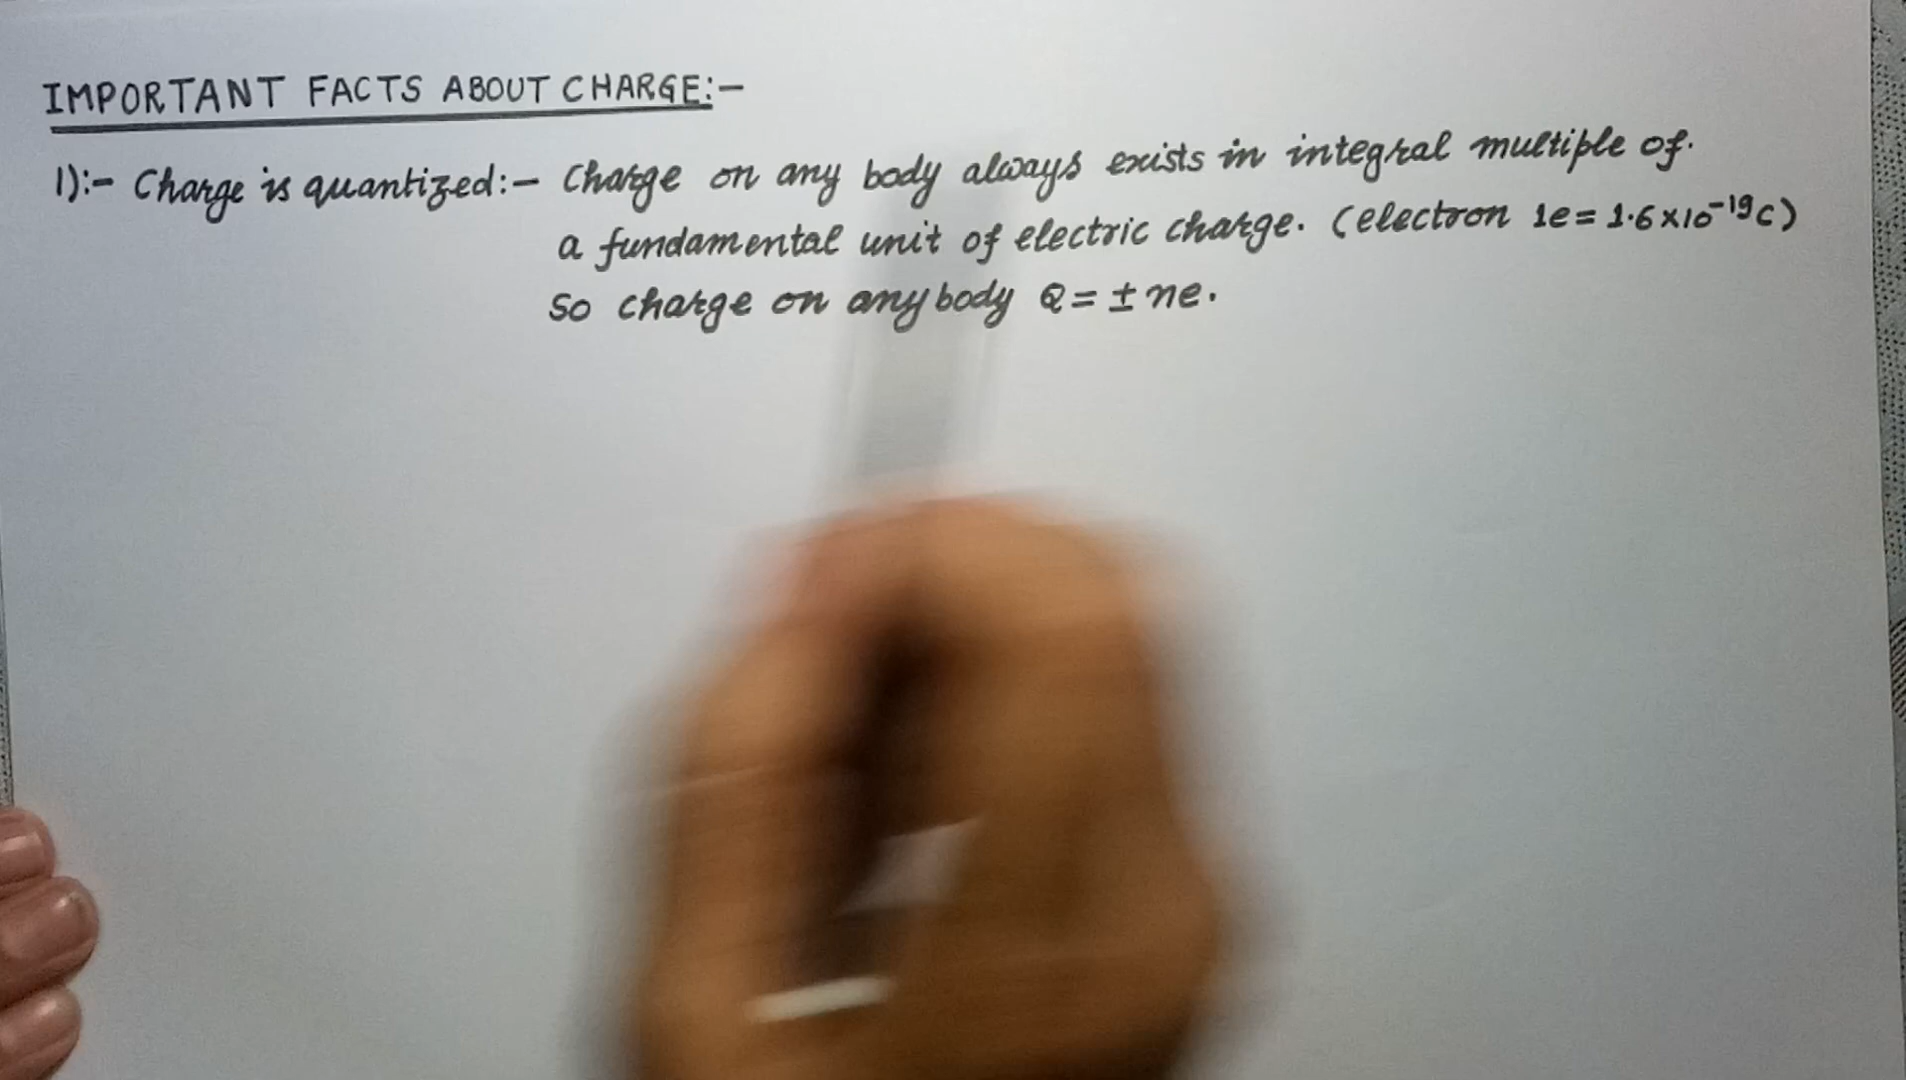 IMPORTANT FACTS ABOUT CHARGE:-
1):- Charge is quantized:- Charge on any body always exists in integral multiple of.
a fundamental unit of electric charge. (electron 1e = 1.6 x 10⁻¹⁹ C)
So charge on any body Q = ± ne.